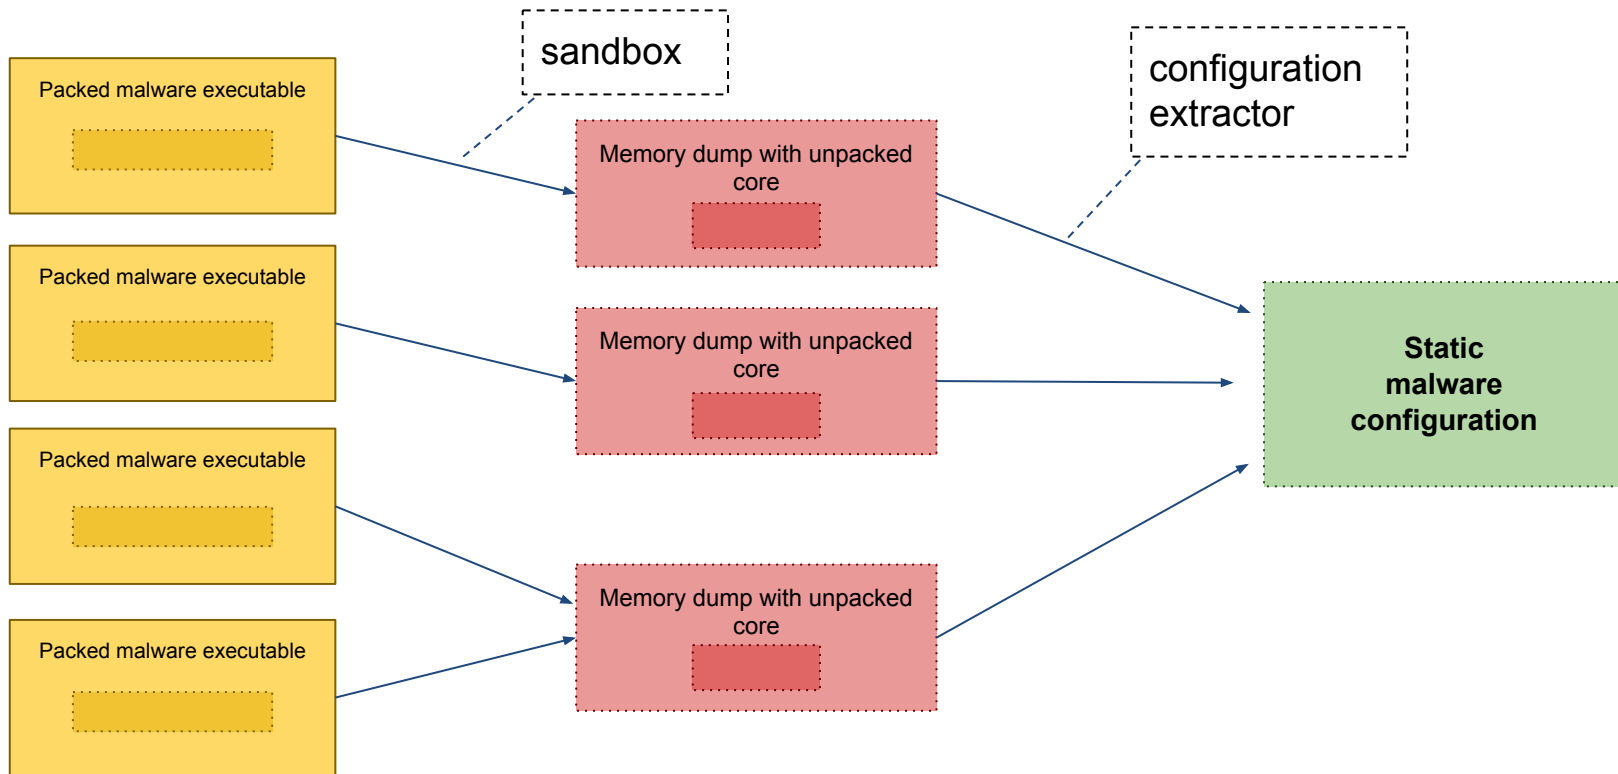 sandbox
configuration
extractor
Packed malware executable
Memory dump with unpacked
core
Packed malware executable
Memory dump with unpacked
core
Static
malware
configuration
Packed malware executable
Memory dump with unpacked
core
Packed malware executable